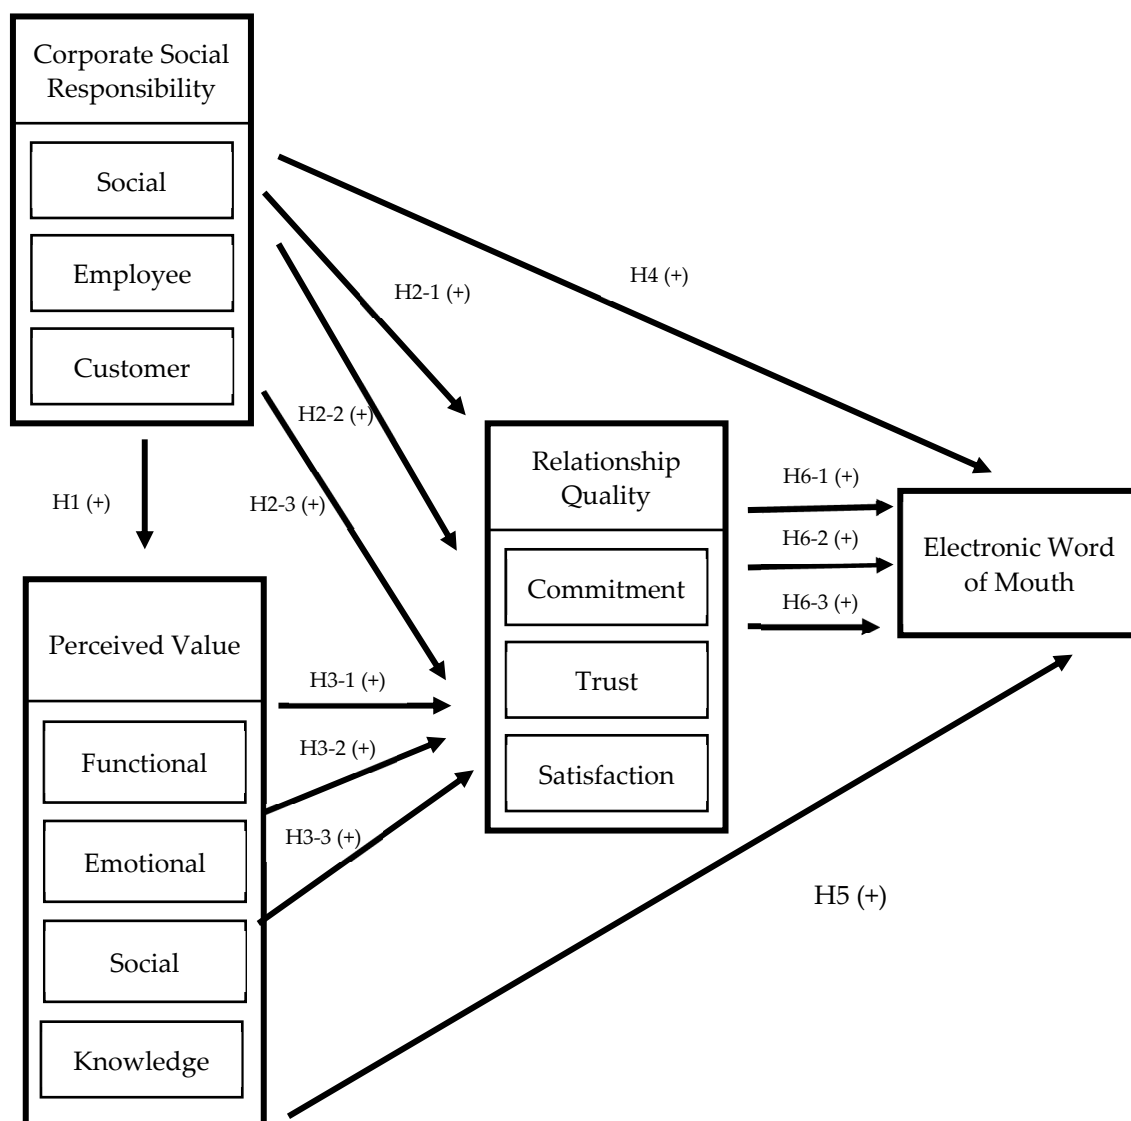 Corporate Social
Responsibility
Social
Employee
Customer
H4 (+)
H2-1 (+)
H2-2 (+)
H2-3 (+)
H1 (+)
Relationship
Quality
Commitment
Trust
Satisfaction
H6-1 (+)
H6-2 (+)
H6-3 (+)
Electronic Word
of Mouth
Perceived Value
Functional
Emotional
Social
Knowledge
H3-1 (+)
H3-2 (+)
H3-3 (+)
H5 (+)